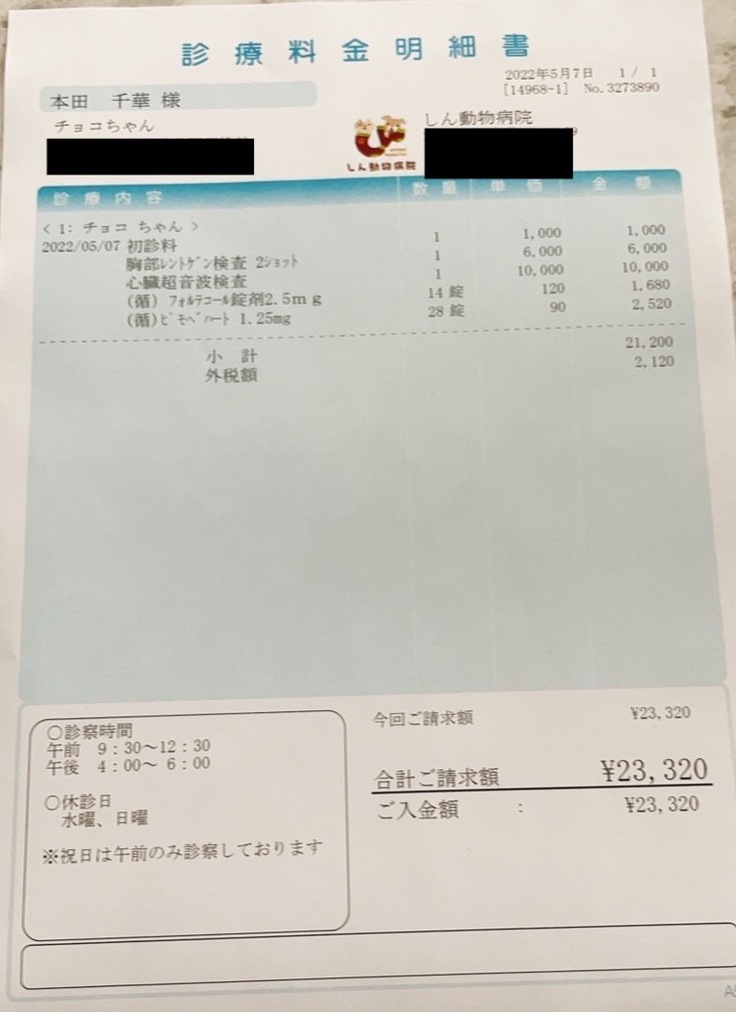 診療料金明細書
2022年5月7日 1 / 1
[14968-1] No.3273890
本田 千華 様
チョコちゃん
しん動物病院
しん動物病院
診療内容 数量 単価 金額
< 1: チョコ ちゃん >
2022/05/07 初診料 1 1,000 1,000
胸部ﾚﾝﾄｹﾞﾝ検査 2ｼｮｯﾄ 1 6,000 6,000
心臓超音波検査 1 10,000 10,000
(循) ﾌｫﾙﾃｺｰﾙ錠剤2.5ｍｇ 14 錠 120 1,680
(循)ﾋﾟﾓﾍﾞﾊｰﾄ 1.25mg 28 錠 90 2,520
小 計 21,200
外税額 2,120
○診察時間
午前 9:30～12:30
午後 4:00～ 6:00
○休診日
水曜、日曜
※祝日は午前のみ診察しております
今回ご請求額 ¥23,320
合計ご請求額 ¥23,320
ご入金額 : ¥23,320